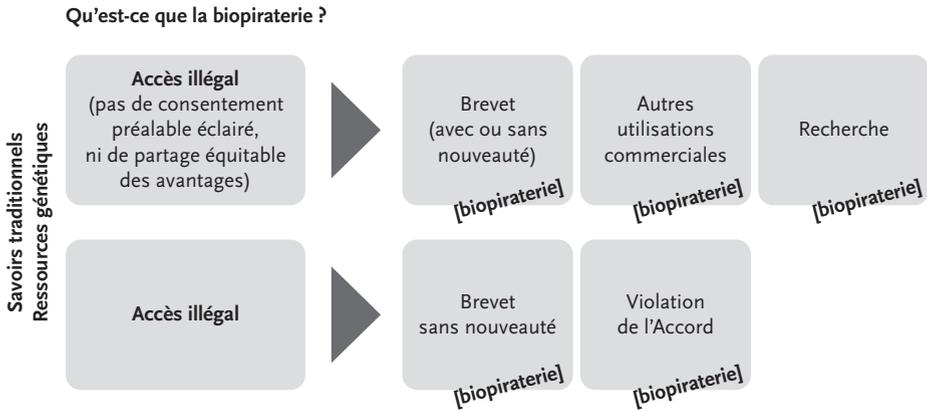 Qu’est-ce que la biopiraterie ?
Savoirs traditionnels
Ressources génétiques
Accès illégal
(pas de consentement
préalable éclairé,
ni de partage équitable
des avantages)
Brevet
(avec ou sans
nouveauté)
[biopiraterie]
Autres
utilisations
commerciales
[biopiraterie]
Recherche
[biopiraterie]
Accès illégal
Brevet
sans nouveauté
[biopiraterie]
Violation
de l’Accord
[biopiraterie]